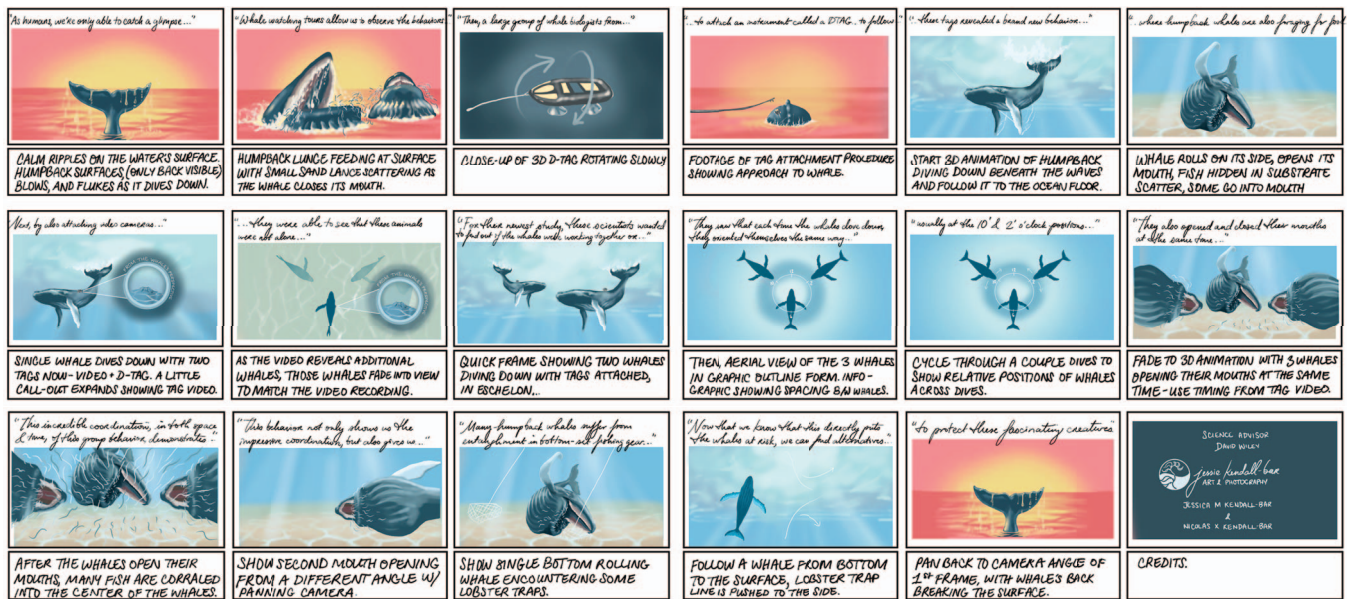 "As humans, we're only able to catch a glimpse..."
CALM RIPPLES ON THE WATER'S SURFACE.
HUMPBACK SURFACES, (ONLY BACK VISIBLE)
BLOWS, AND FLUKES AS IT DIVES DOWN.
"Whale watching tours allow us to observe the behaviors...
HUMPBACK LUNGE FEEDING AT SURFACE
WITH SMALL SAND LANCE SCATTERING AS
THE WHALE CLOSES ITS MOUTH.
"Then, a large group of whale biologists from..."
CLOSE-UP OF 3D D-TAG ROTATING SLOWLY
"...to attach an instrument called a DTAG.. to follow
FOOTAGE OF TAG ATTACHMENT PROCEDURE
SHOWING APPROACH TO WHALE.
"...these tags revealed a brand new behavior..."
START 3D ANIMATION OF HUMPBACK
DIVING DOWN BENEATH THE WAVES
AND FOLLOW IT TO THE OCEAN FLOOR.
"...where humpback whales are also foraging for food
WHALE ROLLS ON ITS SIDE, OPENS ITS
MOUTH, FISH HIDDEN IN SUBSTRATE
SCATTER, SOME GO INTO MOUTH
Next, by also attaching video cameras..."
SINGLE WHALE DIVES DOWN WITH TWO
TAGS NOW- VIDEO + D-TAG. A LITTLE
CALL-OUT EXPANDS SHOWING TAG VIDEO.
"...they were able to see that these animals
were not alone..."
AS THE VIDEO REVEALS ADDITIONAL
WHALES, THOSE WHALES FADE INTO VIEW
TO MATCH THE VIDEO RECORDING.
"For their newest study, these scientists wanted
to find out if the whales were working together or..."
QUICK FRAME SHOWING TWO WHALES
DIVING DOWN WITH TAGS ATTACHED,
IN ESCHELON...
"They saw that each time the whales dove down,
they oriented themselves the same way..."
THEN, AERIAL VIEW OF THE 3 WHALES
IN GRAPHIC OUTLINE FORM. INFO-
GRAPHIC SHOWING SPACING B/W WHALES.
"usually at the 10' & 2' o'clock positions..."
CYCLE THROUGH A COUPLE DIVES TO
SHOW RELATIVE POSITIONS OF WHALES
ACROSS DIVES.
"They also opened and closed their mouths
at the same time..."
FADE TO 3D ANIMATION WITH 3 WHALES
OPENING THEIR MOUTHS AT THE SAME
TIME - USE TIMING FROM TAG VIDEO.
"This incredible coordination, in both space
& time, of this group behavior, demonstrates..."
AFTER THE WHALES OPEN THEIR
MOUTHS, MANY FISH ARE CORRALED
INTO THE CENTER OF THE WHALES.
"This behavior not only shows us the
impressive coordination, but also gives us..."
SHOW SECOND MOUTH OPENING
FROM A DIFFERENT ANGLE W/
PANNING CAMERA.
"Many humpback whales suffer from
entanglement in bottom-set fishing gear..."
SHOW SINGLE BOTTOM ROLLING
WHALE ENCOUNTERING SOME
LOBSTER TRAPS.
"Now that we know that this directly puts
the whales at risk, we can find alternatives..."
FOLLOW A WHALE FROM BOTTOM
TO THE SURFACE, LOBSTER TRAP
LINE IS PUSHED TO THE SIDE.
"to protect these fascinating creatures"
PAN BACK TO CAMERA ANGLE OF
1st FRAME, WITH WHALE'S BACK
BREAKING THE SURFACE.
SCIENCE ADVISOR
DAVID WILEY
jessie kendall-bar
ART & PHOTOGRAPHY
JESSICA M KENDALL-BAR
&
NICOLAS X KENDALL-BAR
CREDITS.